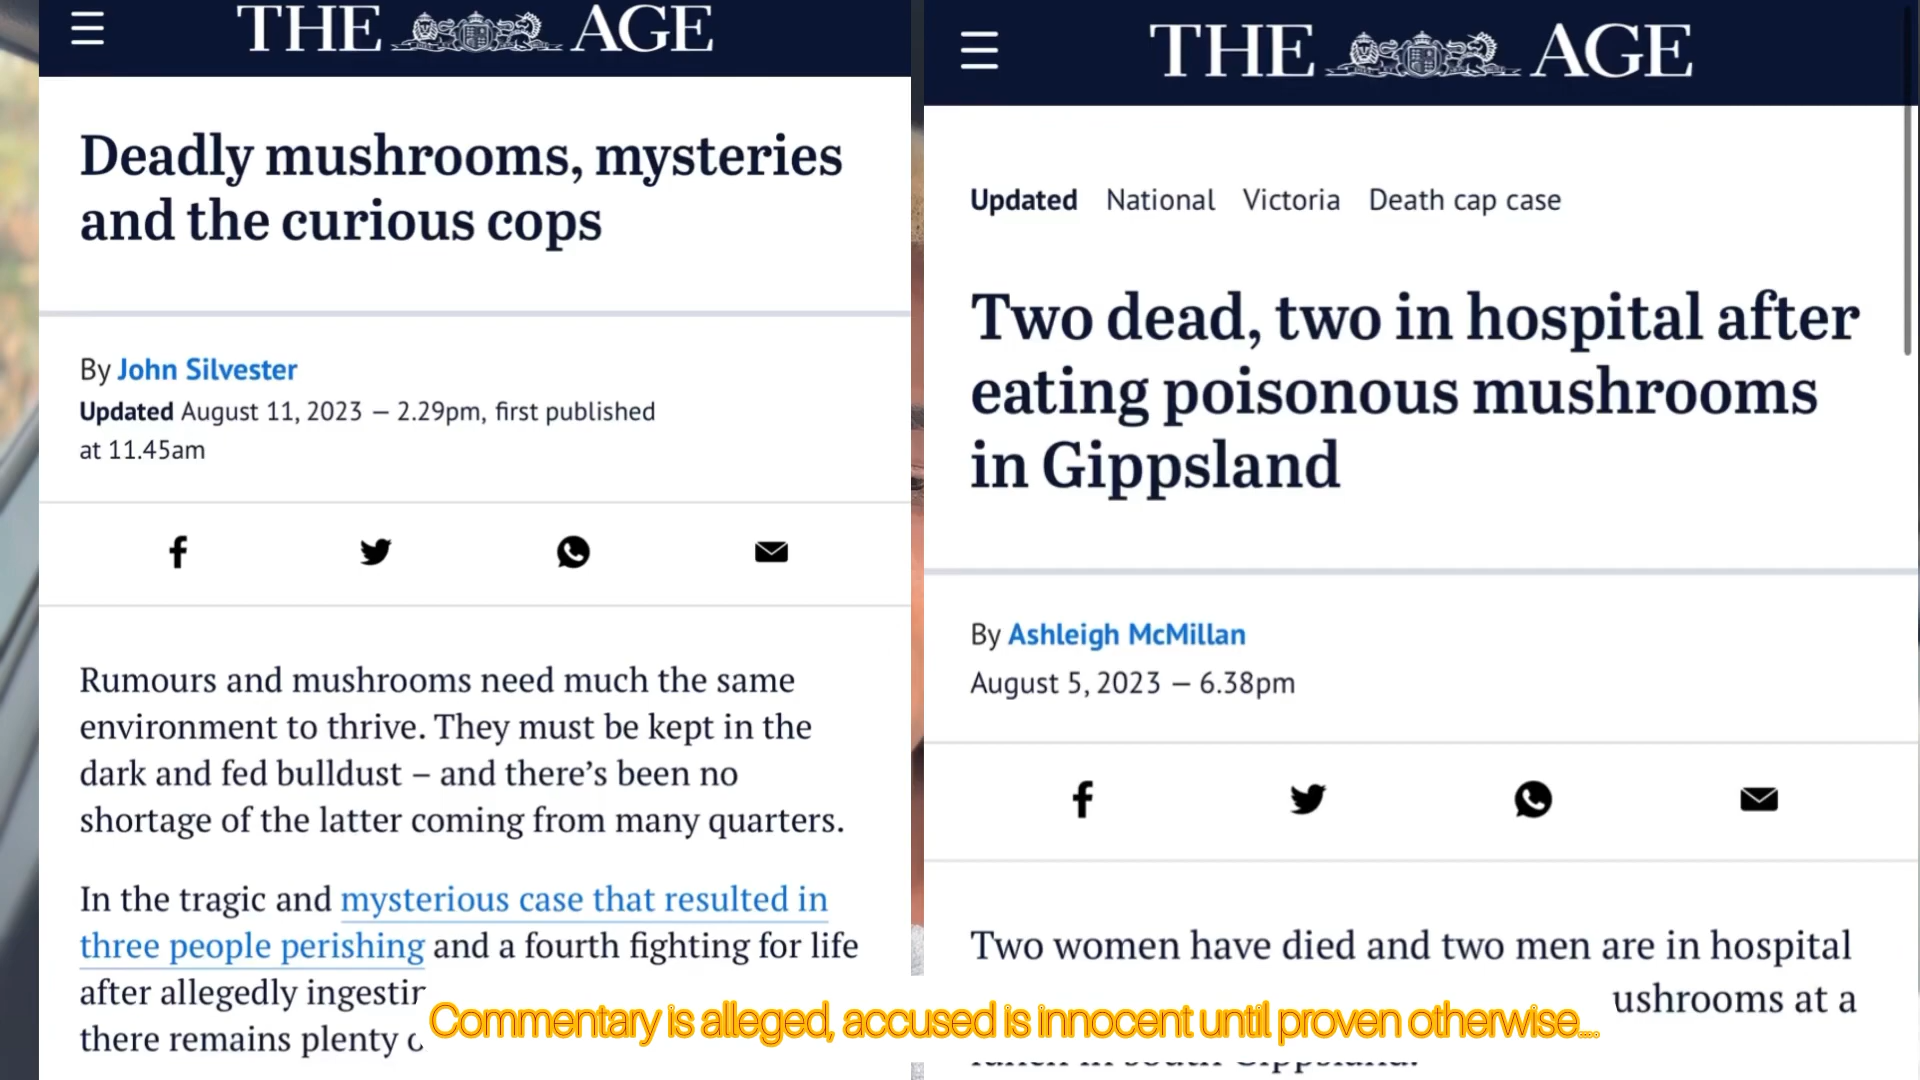 THE AGE
Deadly mushrooms, mysteries
and the curious cops
By John Silvester
Updated August 11, 2023 – 2.29pm, first published
at 11.45am
Rumours and mushrooms need much the same
environment to thrive. They must be kept in the
dark and fed bulldust – and there's been no
shortage of the latter coming from many quarters.
In the tragic and mysterious case that resulted in
three people perishing and a fourth fighting for life
after allegedly
there remains plenty
THE AGE
Updated National Victoria Death cap case
Two dead, two in hospital after
eating poisonous mushrooms
in Gippsland
By Ashleigh McMillan
August 5, 2023 – 6.38pm
Two women have died and two men are in hospital
at a
Commentary is alleged, accused is innocent until proven otherwise...